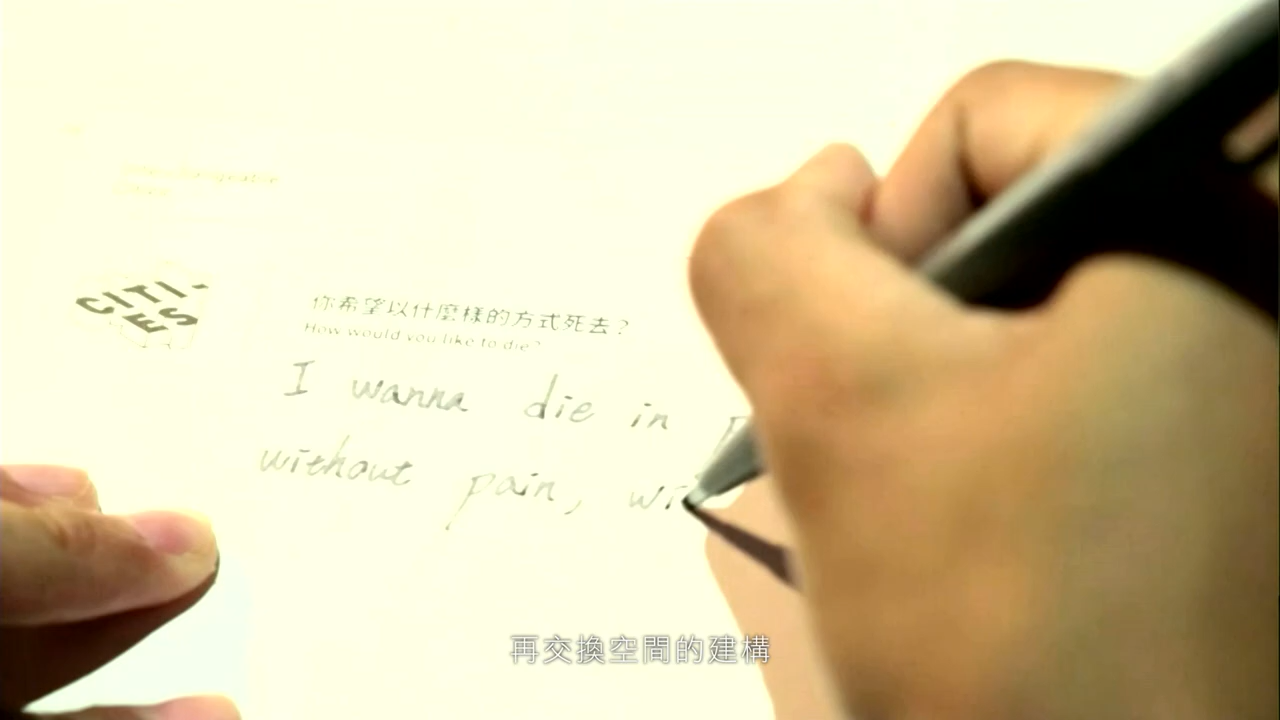 CITI-
ES
你希望以什麼樣的方式死去？
How would you like to die?
I wanna die in
without pain,
再交換空間的建構